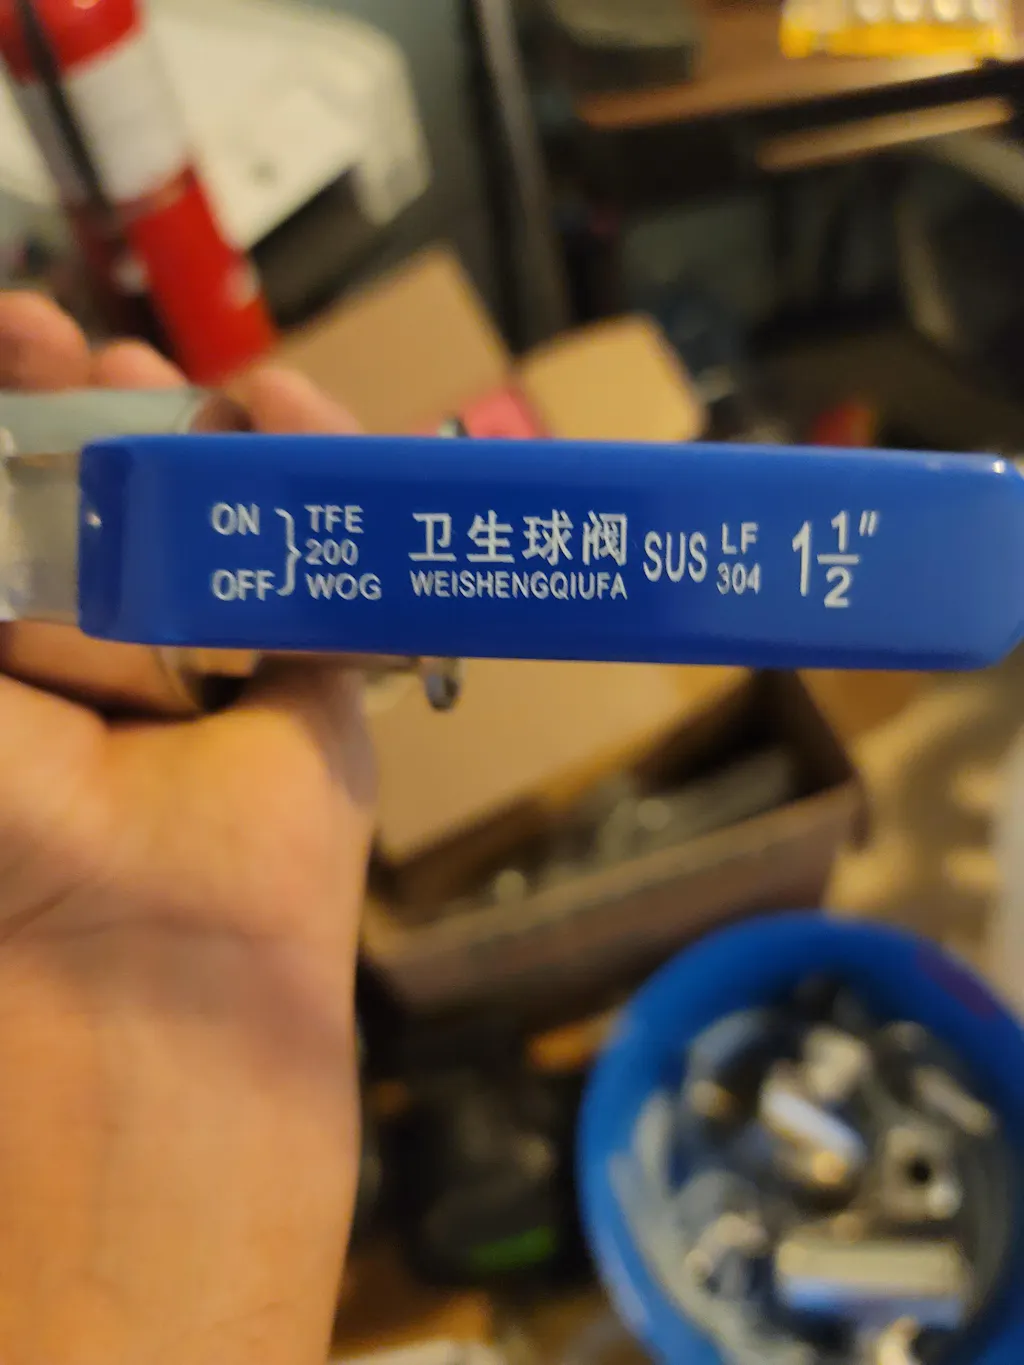 ON
OFF
TFE
200
WOG
卫生球阀
WEISHENGQIUFA
SUS
LF
304
1 1/2"